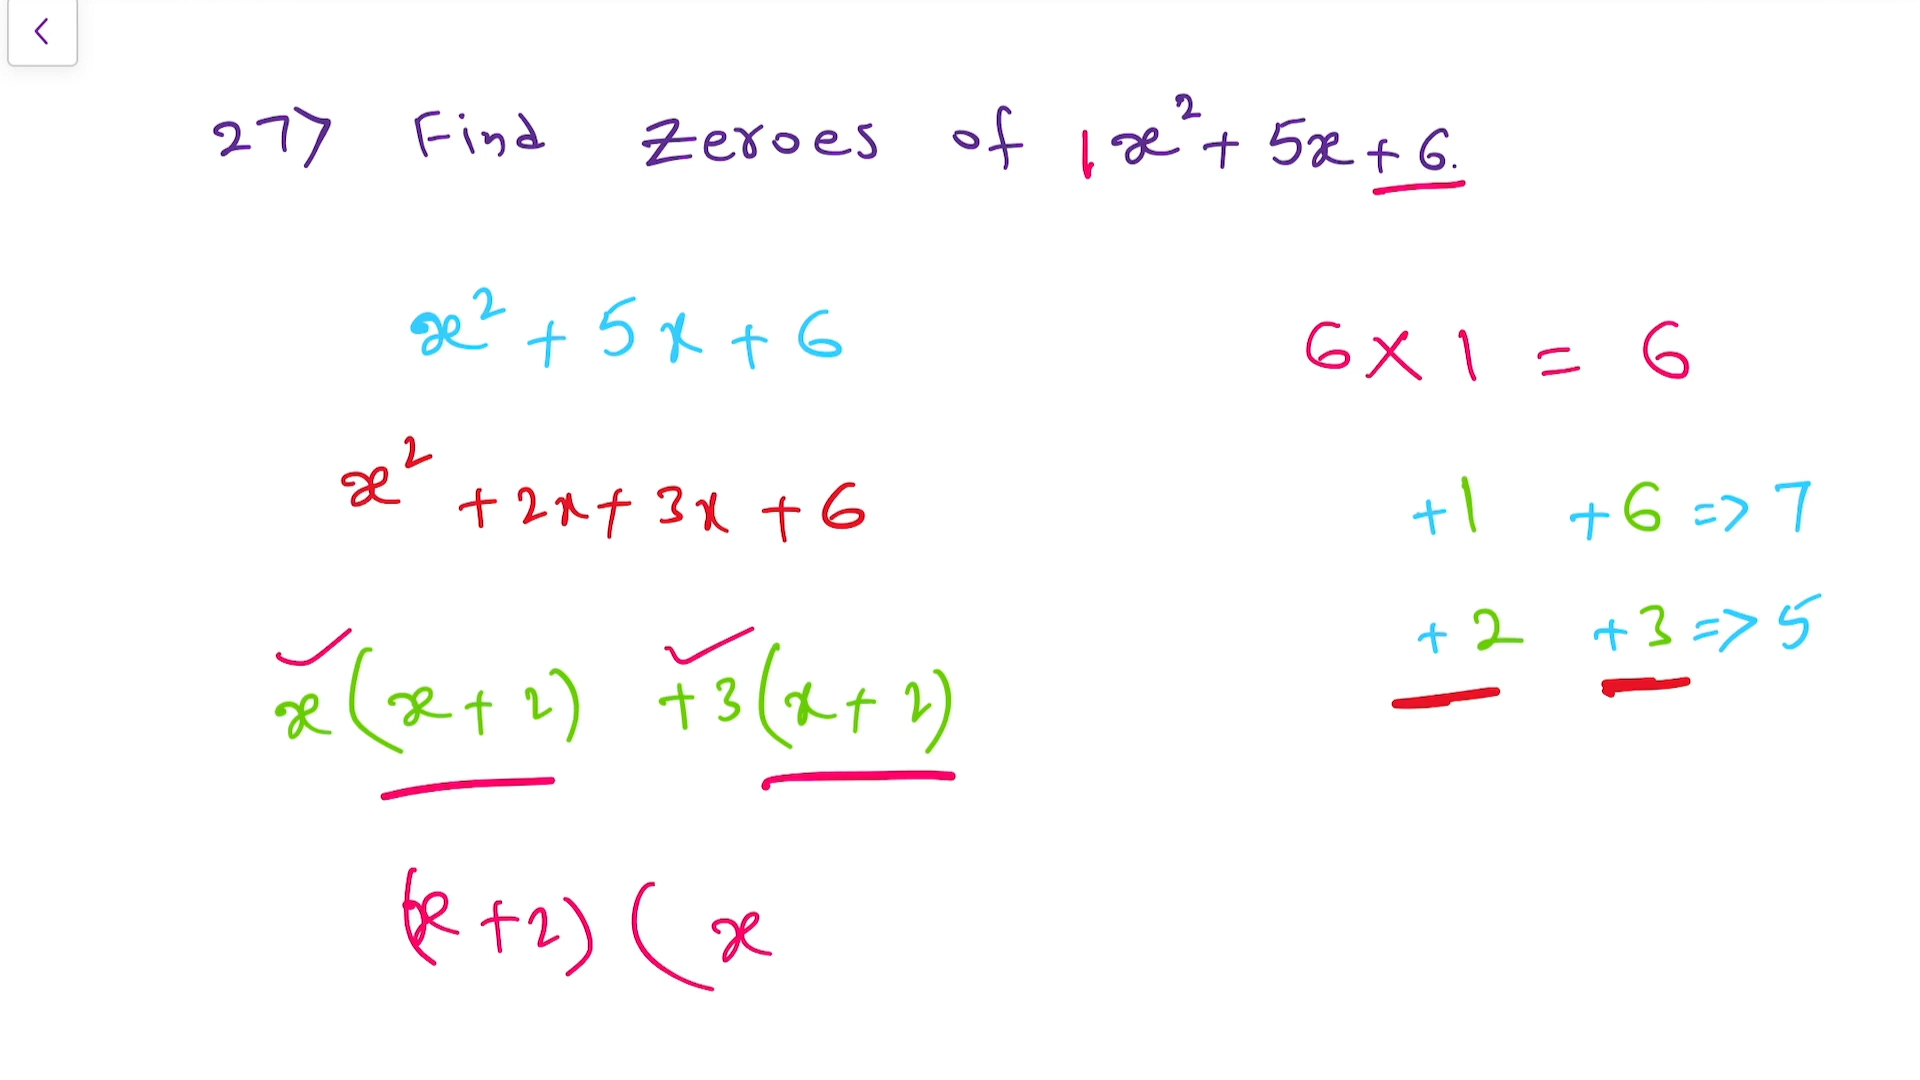 27) Find Zeroes of 1x² + 5x + 6.
x² + 5x + 6
6 × 1 = 6
x² + 2x + 3x + 6
+1 +6 => 7
+2 +3 => 5
x(x + 2) + 3(x + 2)
(x + 2) (x